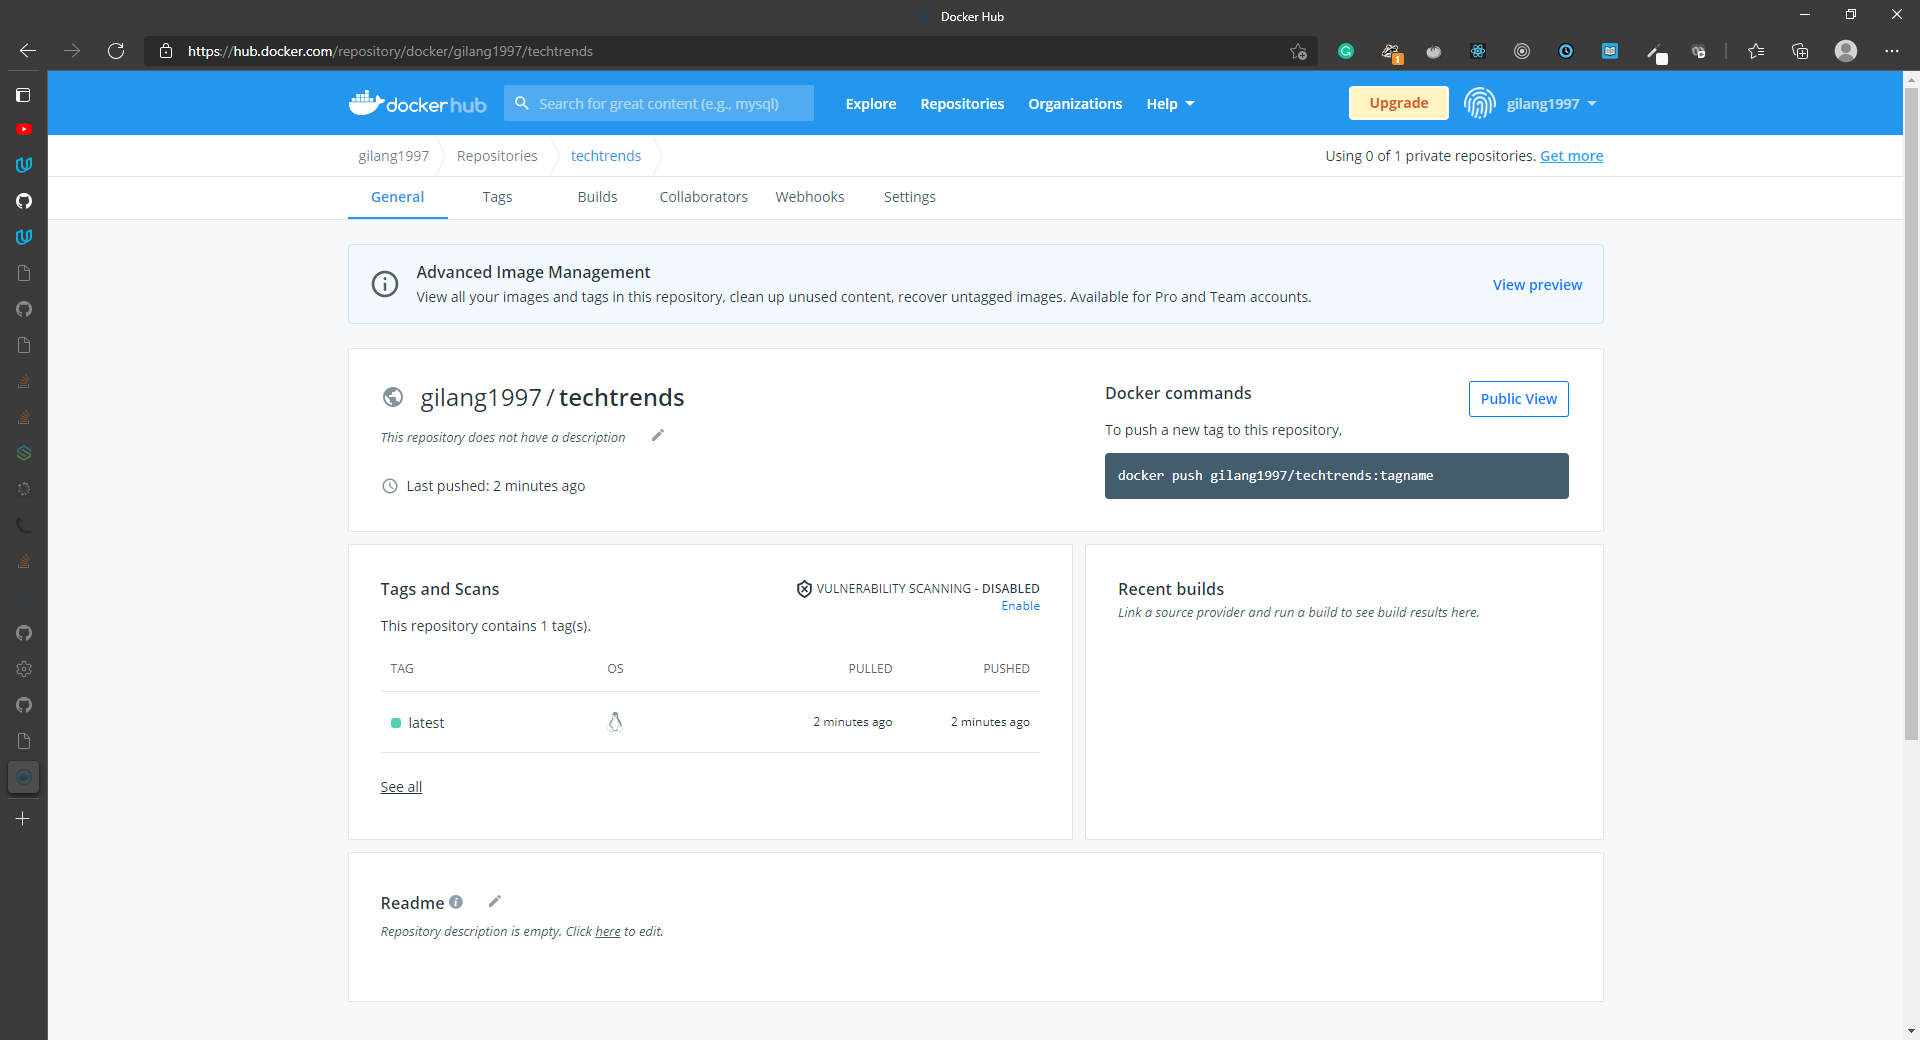 Docker Hub
https://hub.docker.com/repository/docker/gilang1997/techtrends
1
docker hub
Search for great content (e.g., mysql)
Explore
Repositories
Organizations
Help
Upgrade
gilang1997
gilang1997
Repositories
techtrends
Using 0 of 1 private repositories. Get more
General
Tags
Builds
Collaborators
Webhooks
Settings
Advanced Image Management
View all your images and tags in this repository, clean up unused content, recover untagged images. Available for Pro and Team accounts.
View preview
gilang1997 / techtrends
This repository does not have a description
Last pushed: 2 minutes ago
Docker commands
Public View
To push a new tag to this repository,
docker push gilang1997/techtrends:tagname
Tags and Scans
VULNERABILITY SCANNING - DISABLED
Enable
This repository contains 1 tag(s).
TAG
OS
PULLED
PUSHED
latest
2 minutes ago
2 minutes ago
See all
Recent builds
Link a source provider and run a build to see build results here.
Readme
Repository description is empty. Click here to edit.